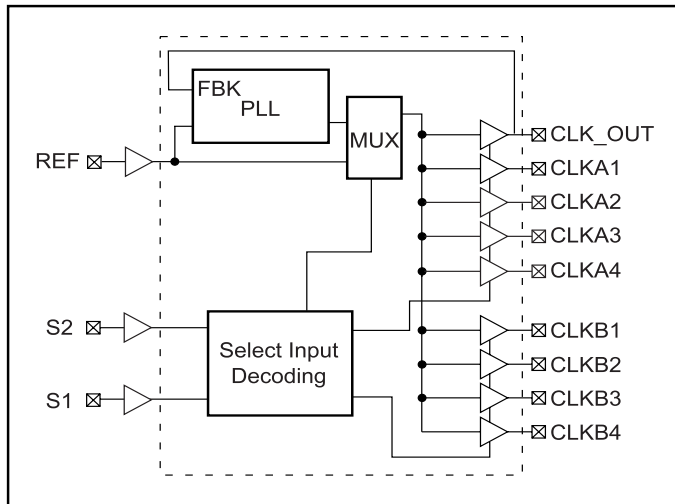 FBK
PLL
MUX
REF
CLK_OUT
CLKA1
CLKA2
CLKA3
CLKA4
S2
S1
Select Input
Decoding
CLKB1
CLKB2
CLKB3
CLKB4